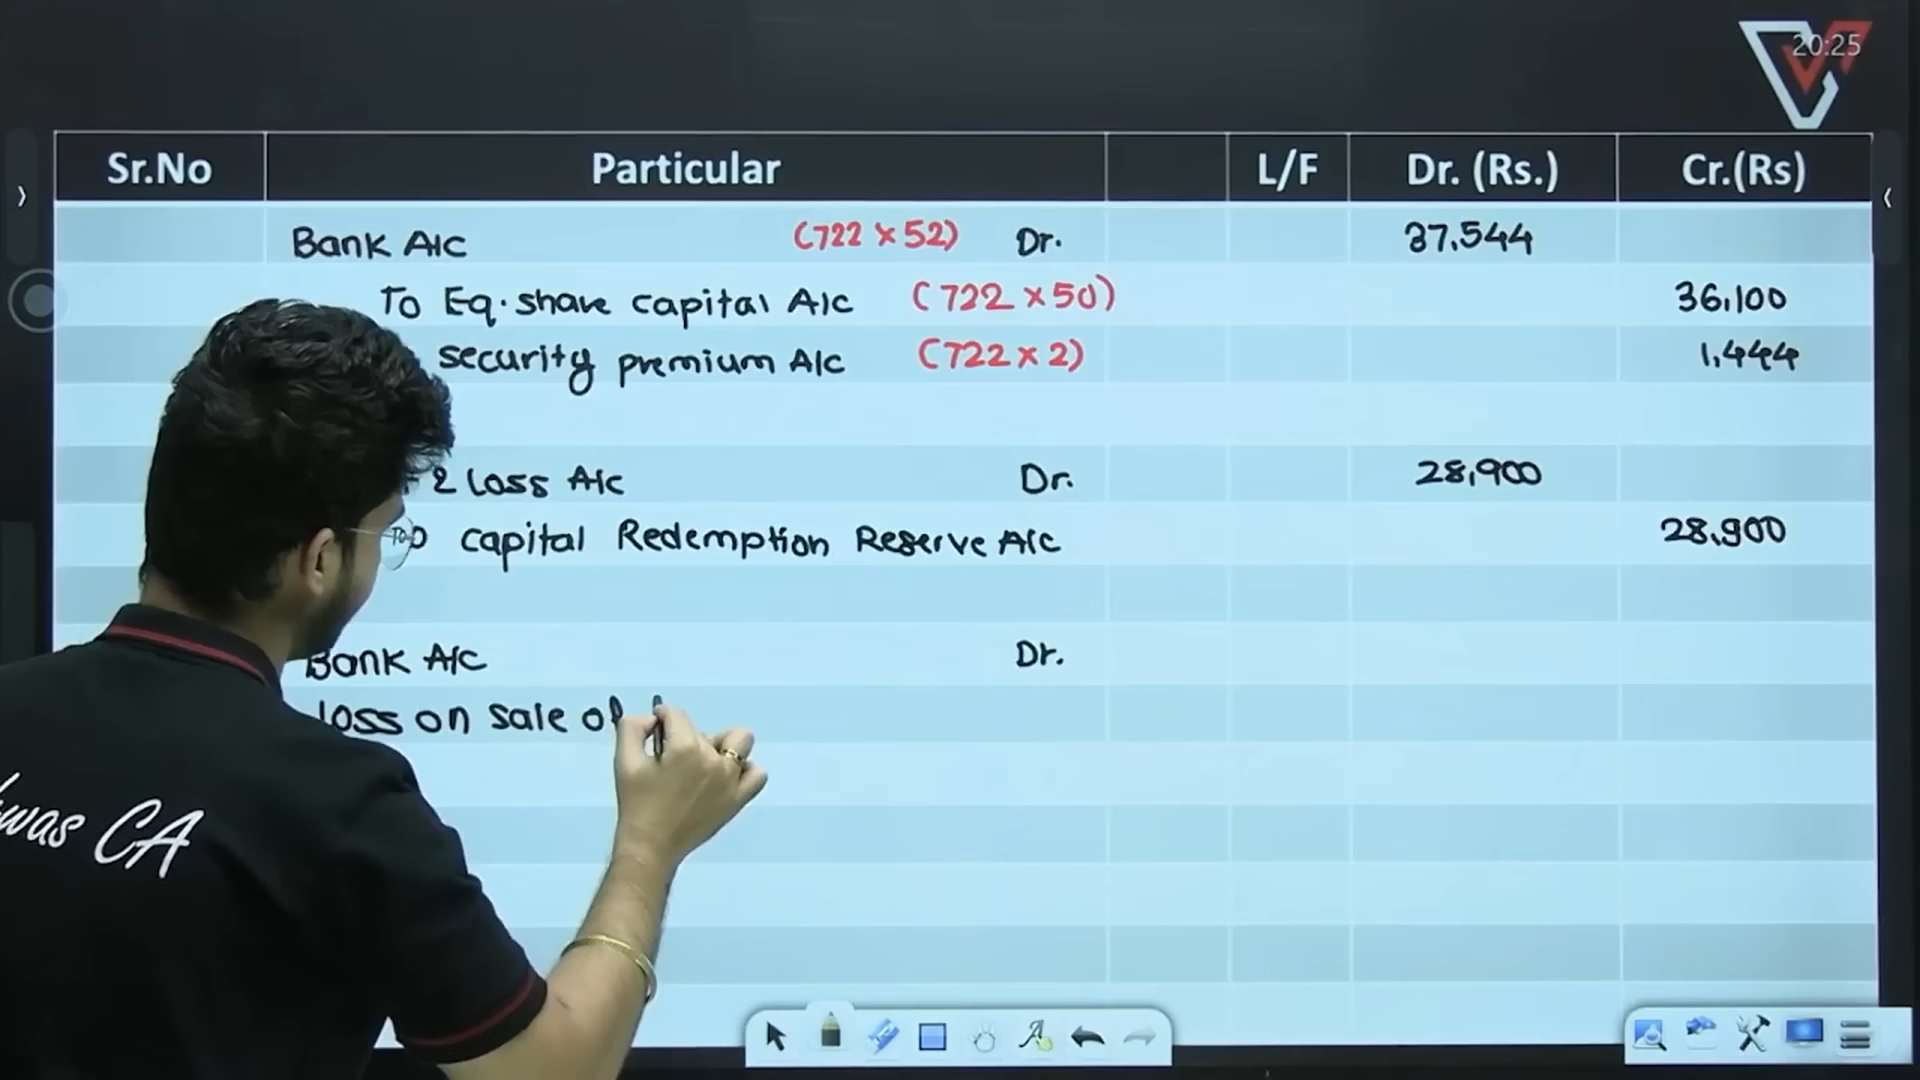 20:25
Sr.No Particular L/F Dr. (Rs.) Cr.(Rs)
Bank A/c (722 × 52) Dr. 37,544
To Eq. share capital A/c (722 × 50) 36,100
security premium A/c (722 × 2) 1,444
& Loss A/c Dr. 28,900
To capital Redemption Reserve A/c 28,900
Bank A/c Dr.
loss on sale of
CA